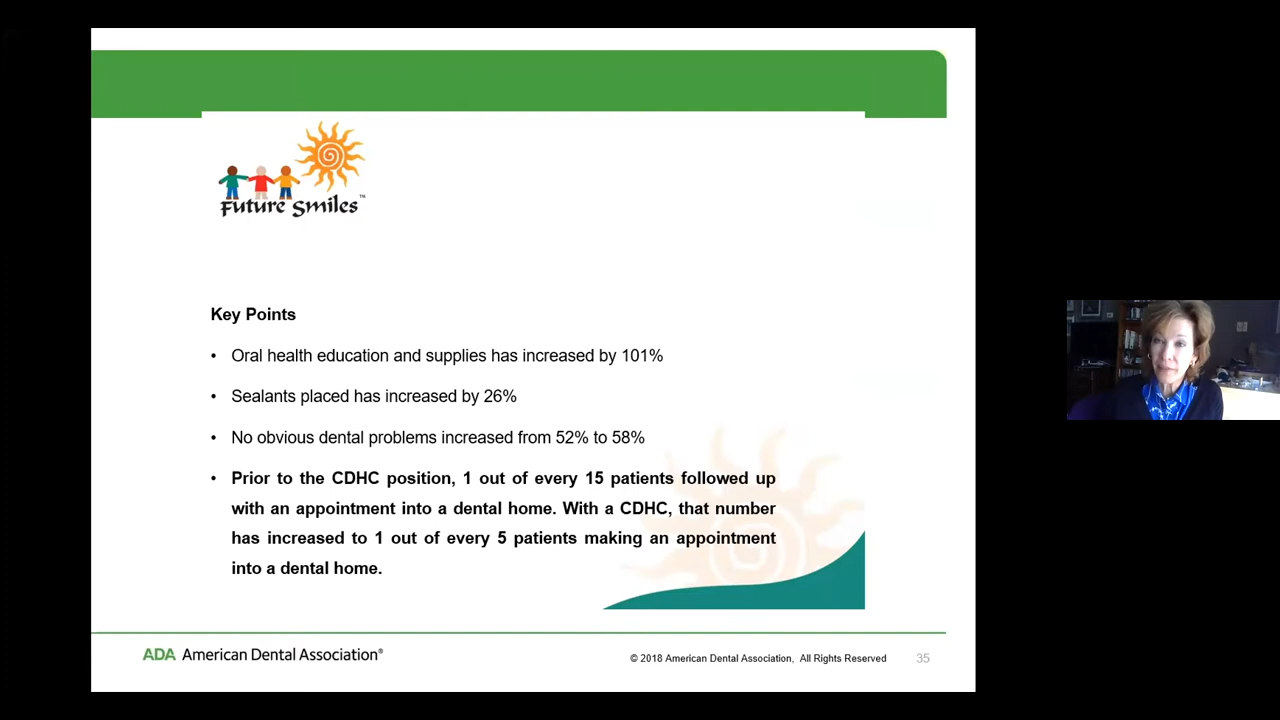 Future Smiles™
Key Points
• Oral health education and supplies has increased by 101%
• Sealants placed has increased by 26%
• No obvious dental problems increased from 52% to 58%
• Prior to the CDHC position, 1 out of every 15 patients followed up
with an appointment into a dental home. With a CDHC, that number
has increased to 1 out of every 5 patients making an appointment
into a dental home.
ADA American Dental Association®
© 2018 American Dental Association, All Rights Reserved
35